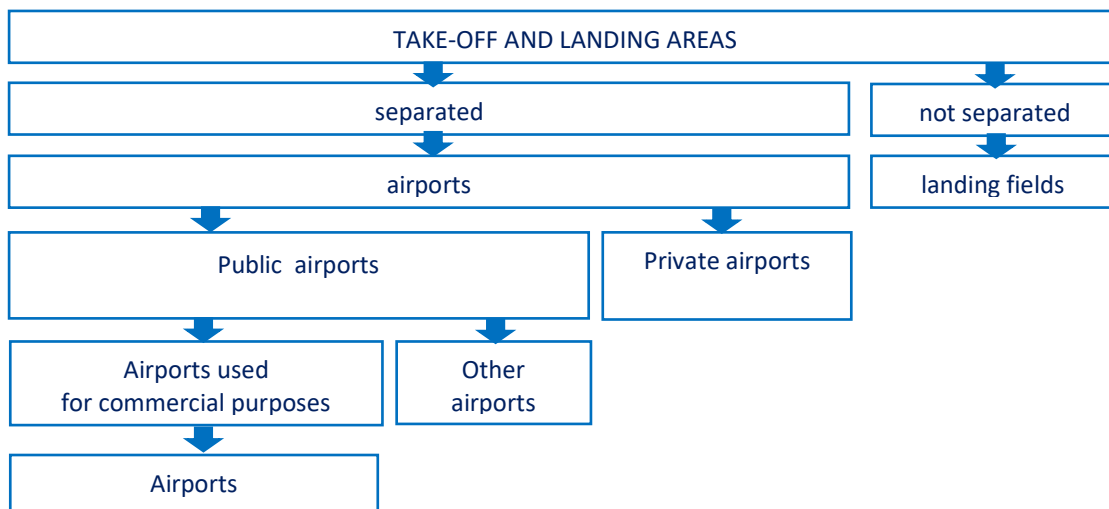 TAKE-OFF AND LANDING AREAS
separated
not separated
airports
landing fields
Public airports
Private airports
Airports used
for commercial purposes
Other
airports
Airports